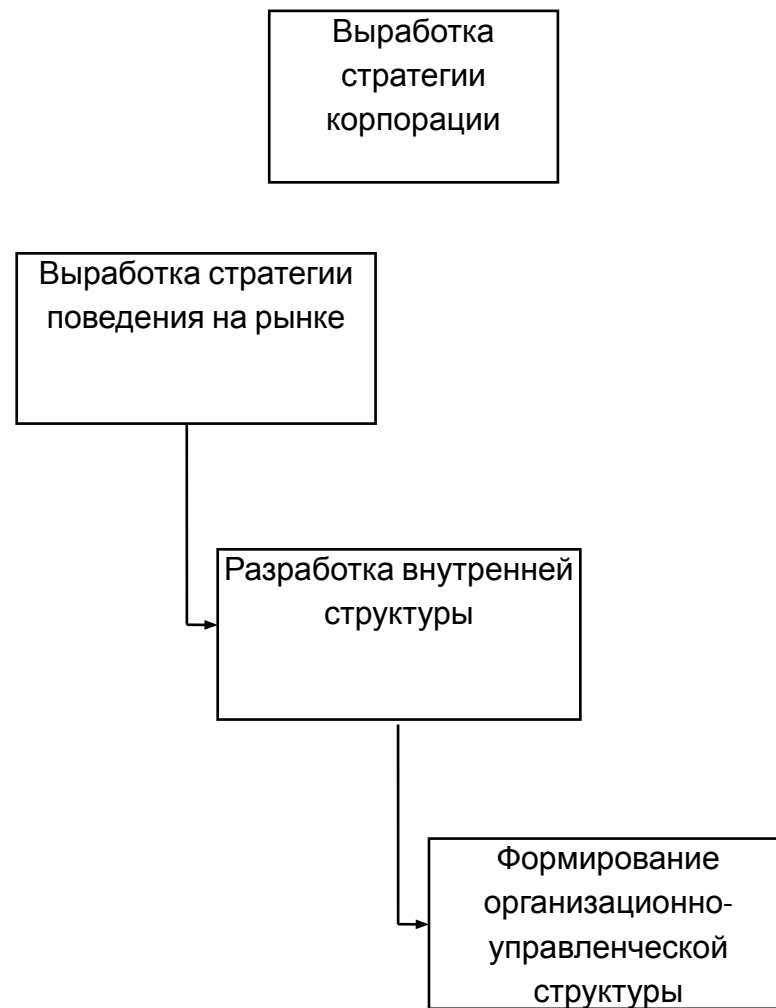 Выработка
стратегии
корпорации
Выработка стратегии
поведения на рынке
Разработка внутренней
структуры
Формирование
организационно-
управленческой
структуры